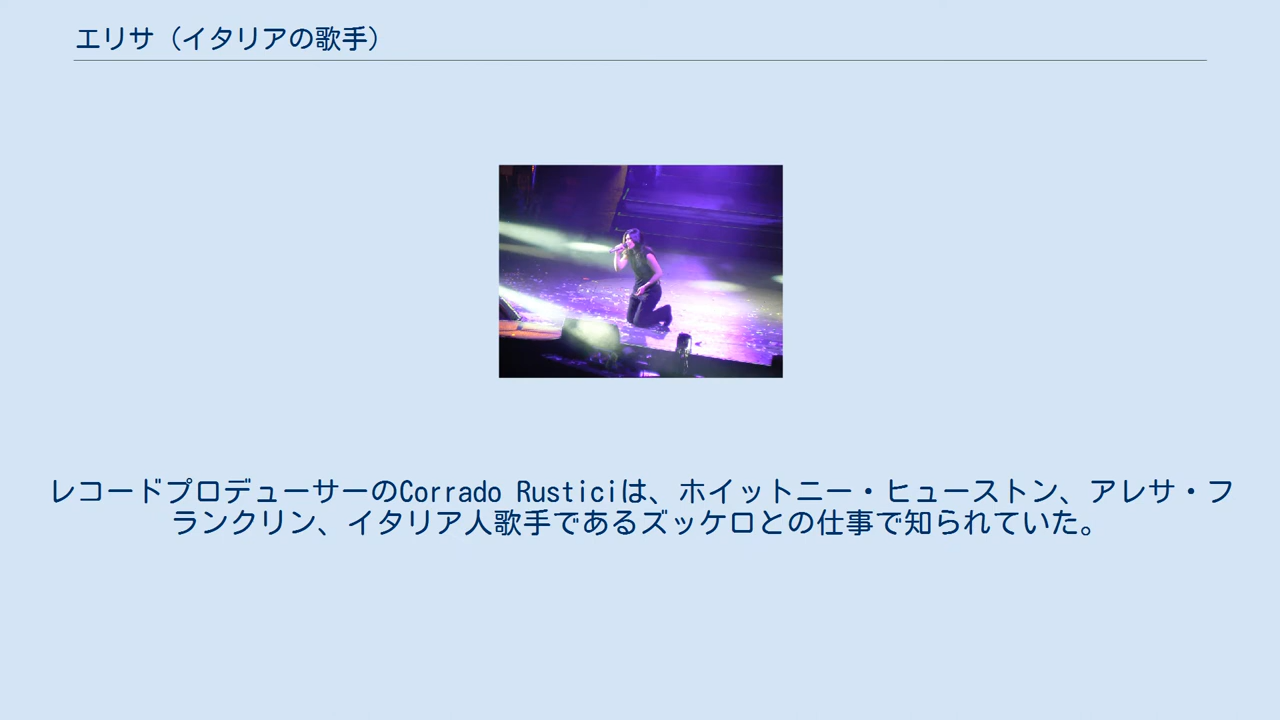 エリサ（イタリアの歌手）
レコードプロデューサーのCorrado Rusticiは、ホイットニー・ヒューストン、アレサ・フ
ランクリン、イタリア人歌手であるズッケロとの仕事で知られていた。